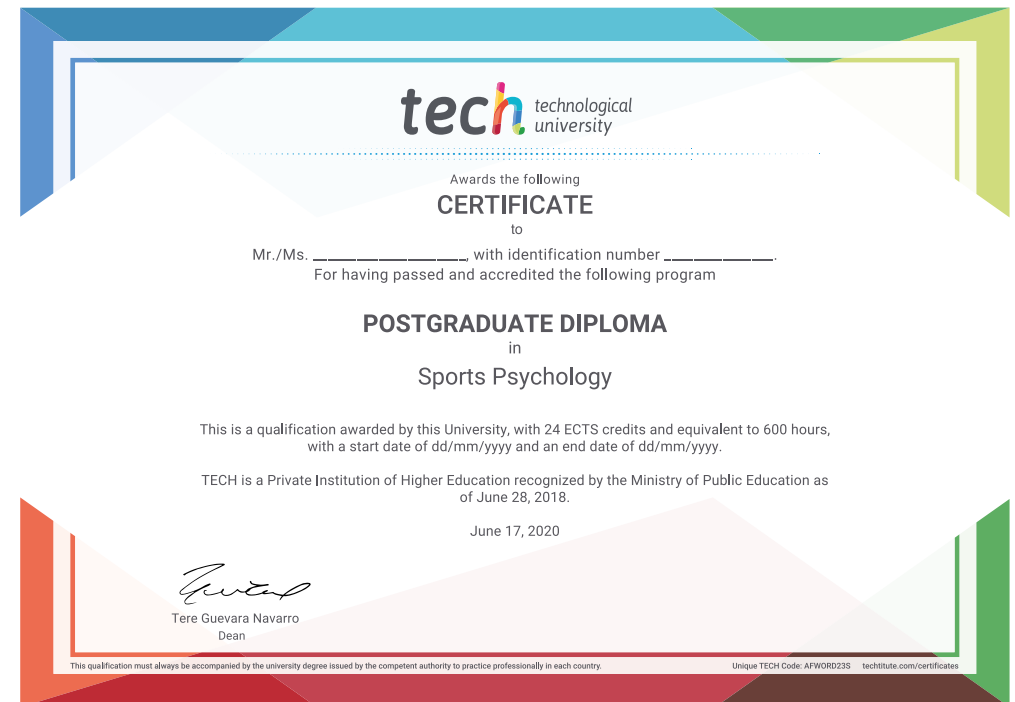 tech technological
university
Awards the following
CERTIFICATE
to
Mr./Ms. __________________, with identification number _____________.
For having passed and accredited the following program
POSTGRADUATE DIPLOMA
in
Sports Psychology
This is a qualification awarded by this University, with 24 ECTS credits and equivalent to 600 hours,
with a start date of dd/mm/yyyy and an end date of dd/mm/yyyy.
TECH is a Private Institution of Higher Education recognized by the Ministry of Public Education as
of June 28, 2018.
June 17, 2020
Tere Guevara Navarro
Dean
This qualification must always be accompanied by the university degree issued by the competent authority to practice professionally in each country.
Unique TECH Code: AFWORD23S techtitute.com/certificates